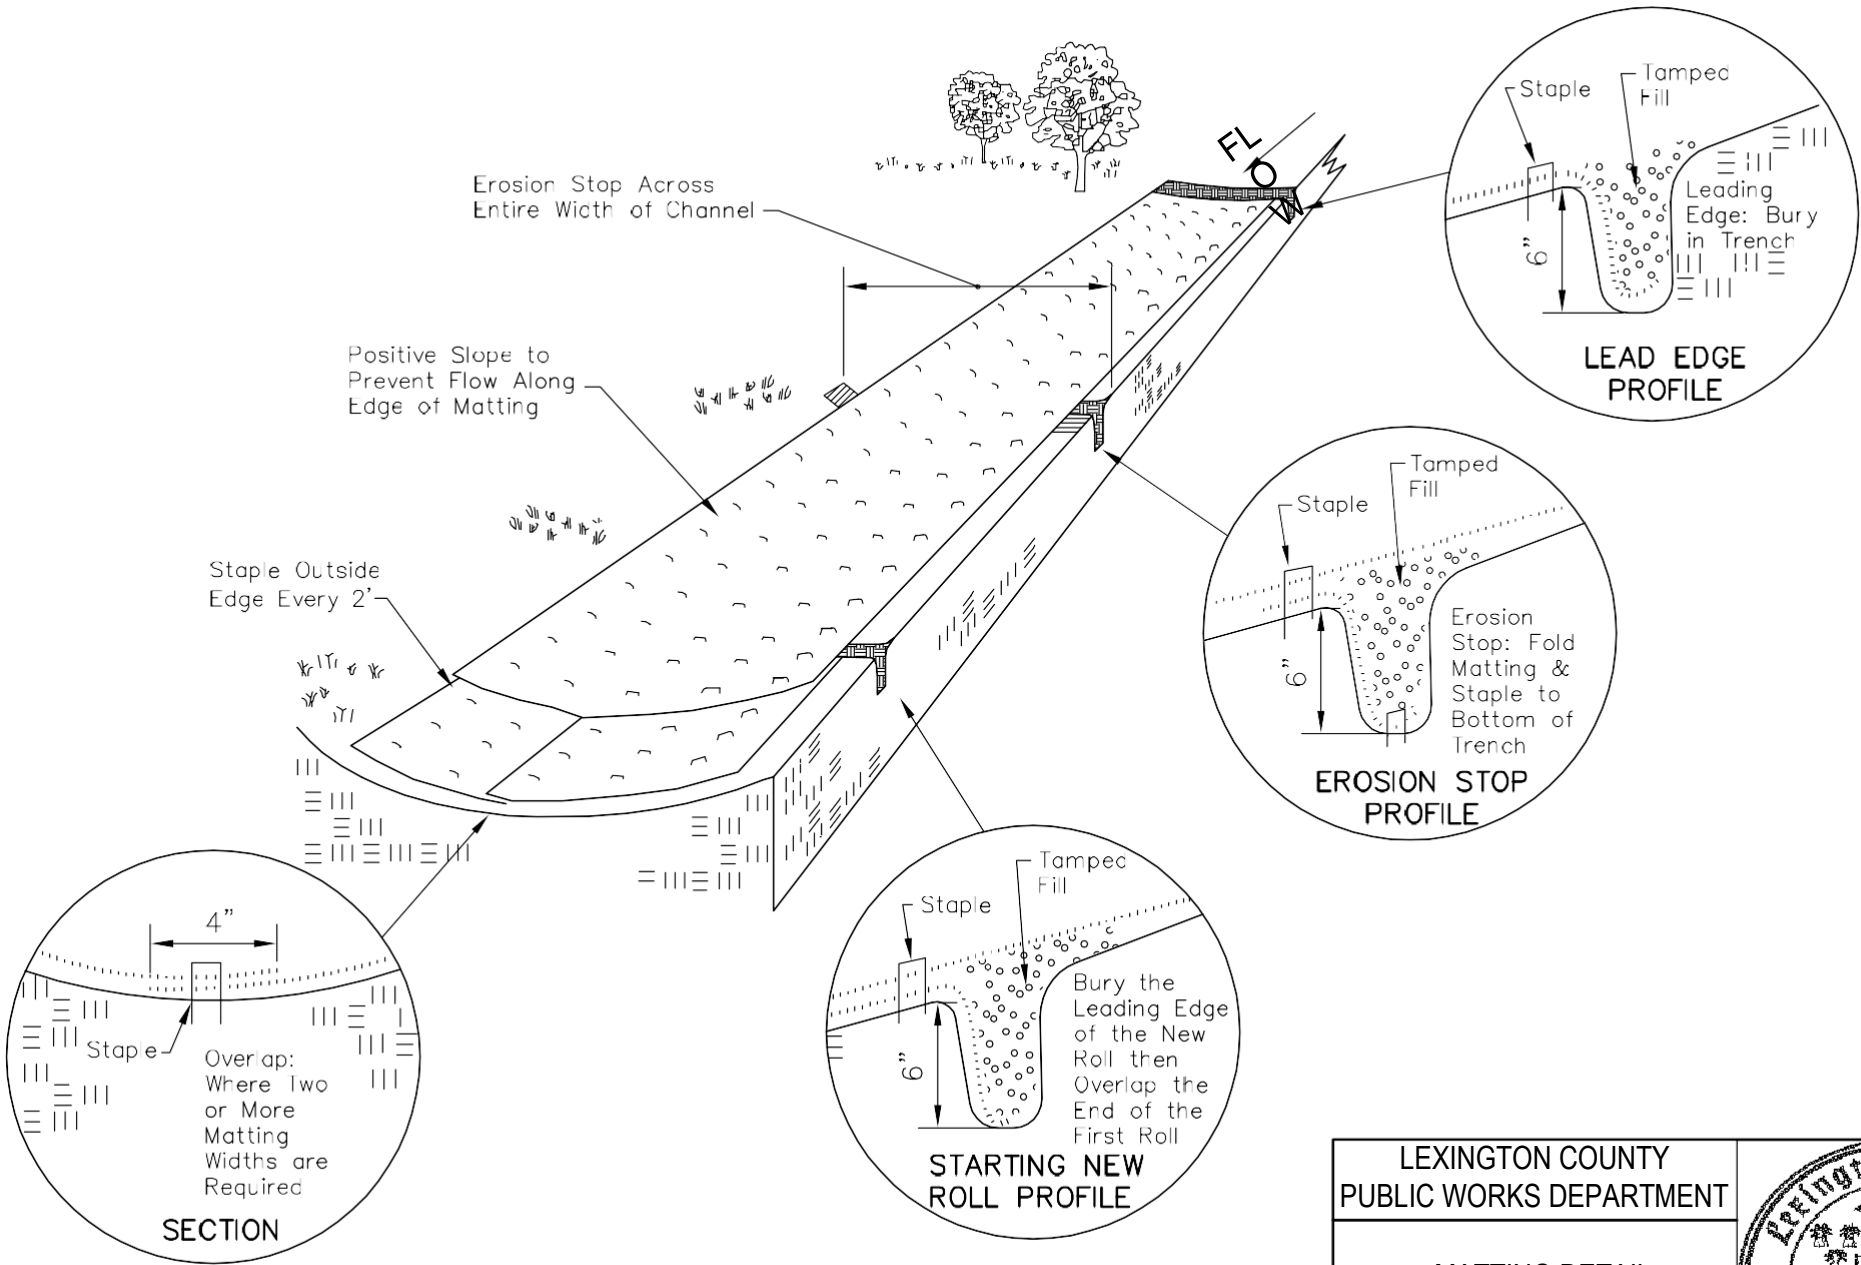 Erosion Stop Across
Entire Width of Channel
FL
O
W
Positive Slope to
Prevent Flow Along
Edge of Matting
Staple Outside
Edge Every 2'
Staple
Tamped
Fill
6"
Leading
Edge: Bury
in Trench
LEAD EDGE
PROFILE
Staple
Tamped
Fill
6"
Erosion
Stop: Fold
Matting &
Staple to
Bottom of
Trench
EROSION STOP
PROFILE
Staple
Tamped
Fill
6"
Bury the
Leading Edge
of the New
Roll then
Overlap the
End of the
First Roll
STARTING NEW
ROLL PROFILE
4"
Staple
Overlap:
Where Two
or More
Matting
Widths are
Required
SECTION
LEXINGTON COUNTY
PUBLIC WORKS DEPARTMENT